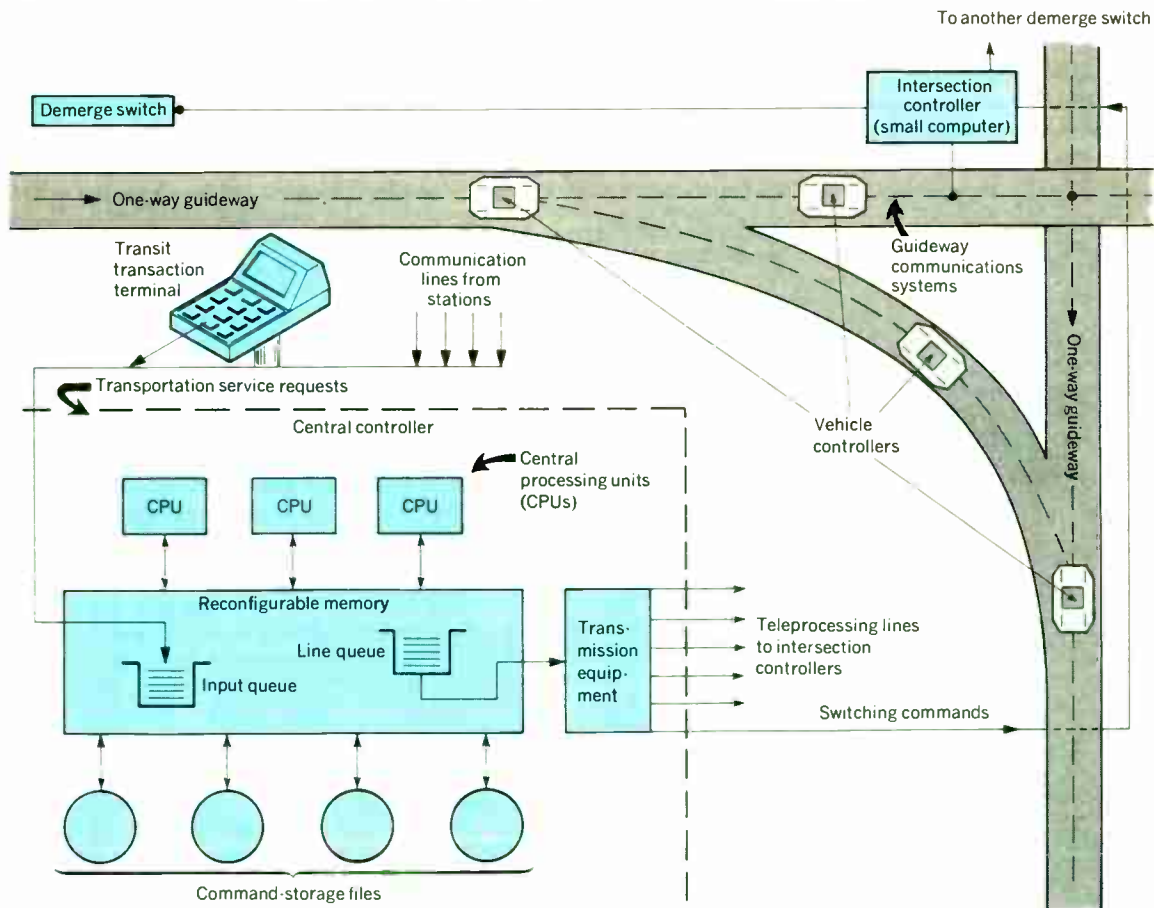 To another demerge switch
Demerge switch
Intersection
controller
(small computer)
One-way guideway
Transit
transaction
terminal
Communication
lines from
stations
Guideway
communications
systems
One-way guideway
Transportation service requests
Central controller
Vehicle
controllers
Central
processing units
(CPUs)
CPU
CPU
CPU
Reconfigurable memory
Line queue
Input queue
Trans-
mission
equip-
ment
Teleprocessing lines
to intersection
controllers
Switching commands
Command-storage files